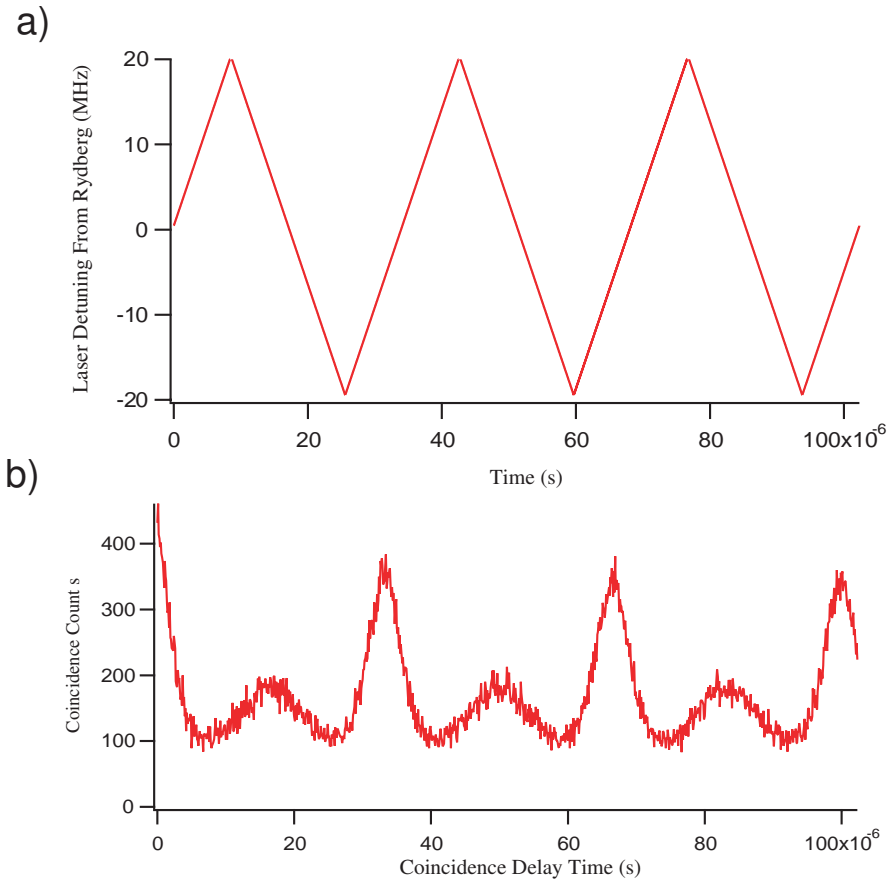 a)
Laser Detuning From Rydberg (MHz)
20
10
0
-10
-20
0
20
40
60
80
100x10-6
Time (s)
b)
Coincidence Count s
400
300
200
100
0
0
20
40
60
80
100x10-6
Coincidence Delay Time (s)